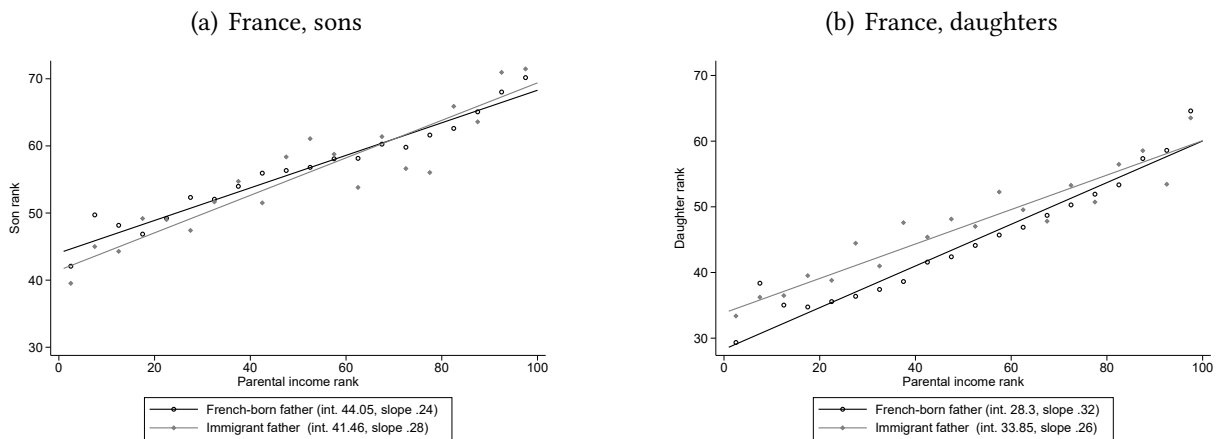 (a) France, sons
70
60
50
40
30
Son rank
0 20 40 60 80 100
Parental income rank
French-born father (int. 44.05, slope .24)
Immigrant father (int. 41.46, slope .28)
(b) France, daughters
70
60
50
40
30
Daughter rank
0 20 40 60 80 100
Parental income rank
French-born father (int. 28.3, slope .32)
Immigrant father (int. 33.85, slope .26)